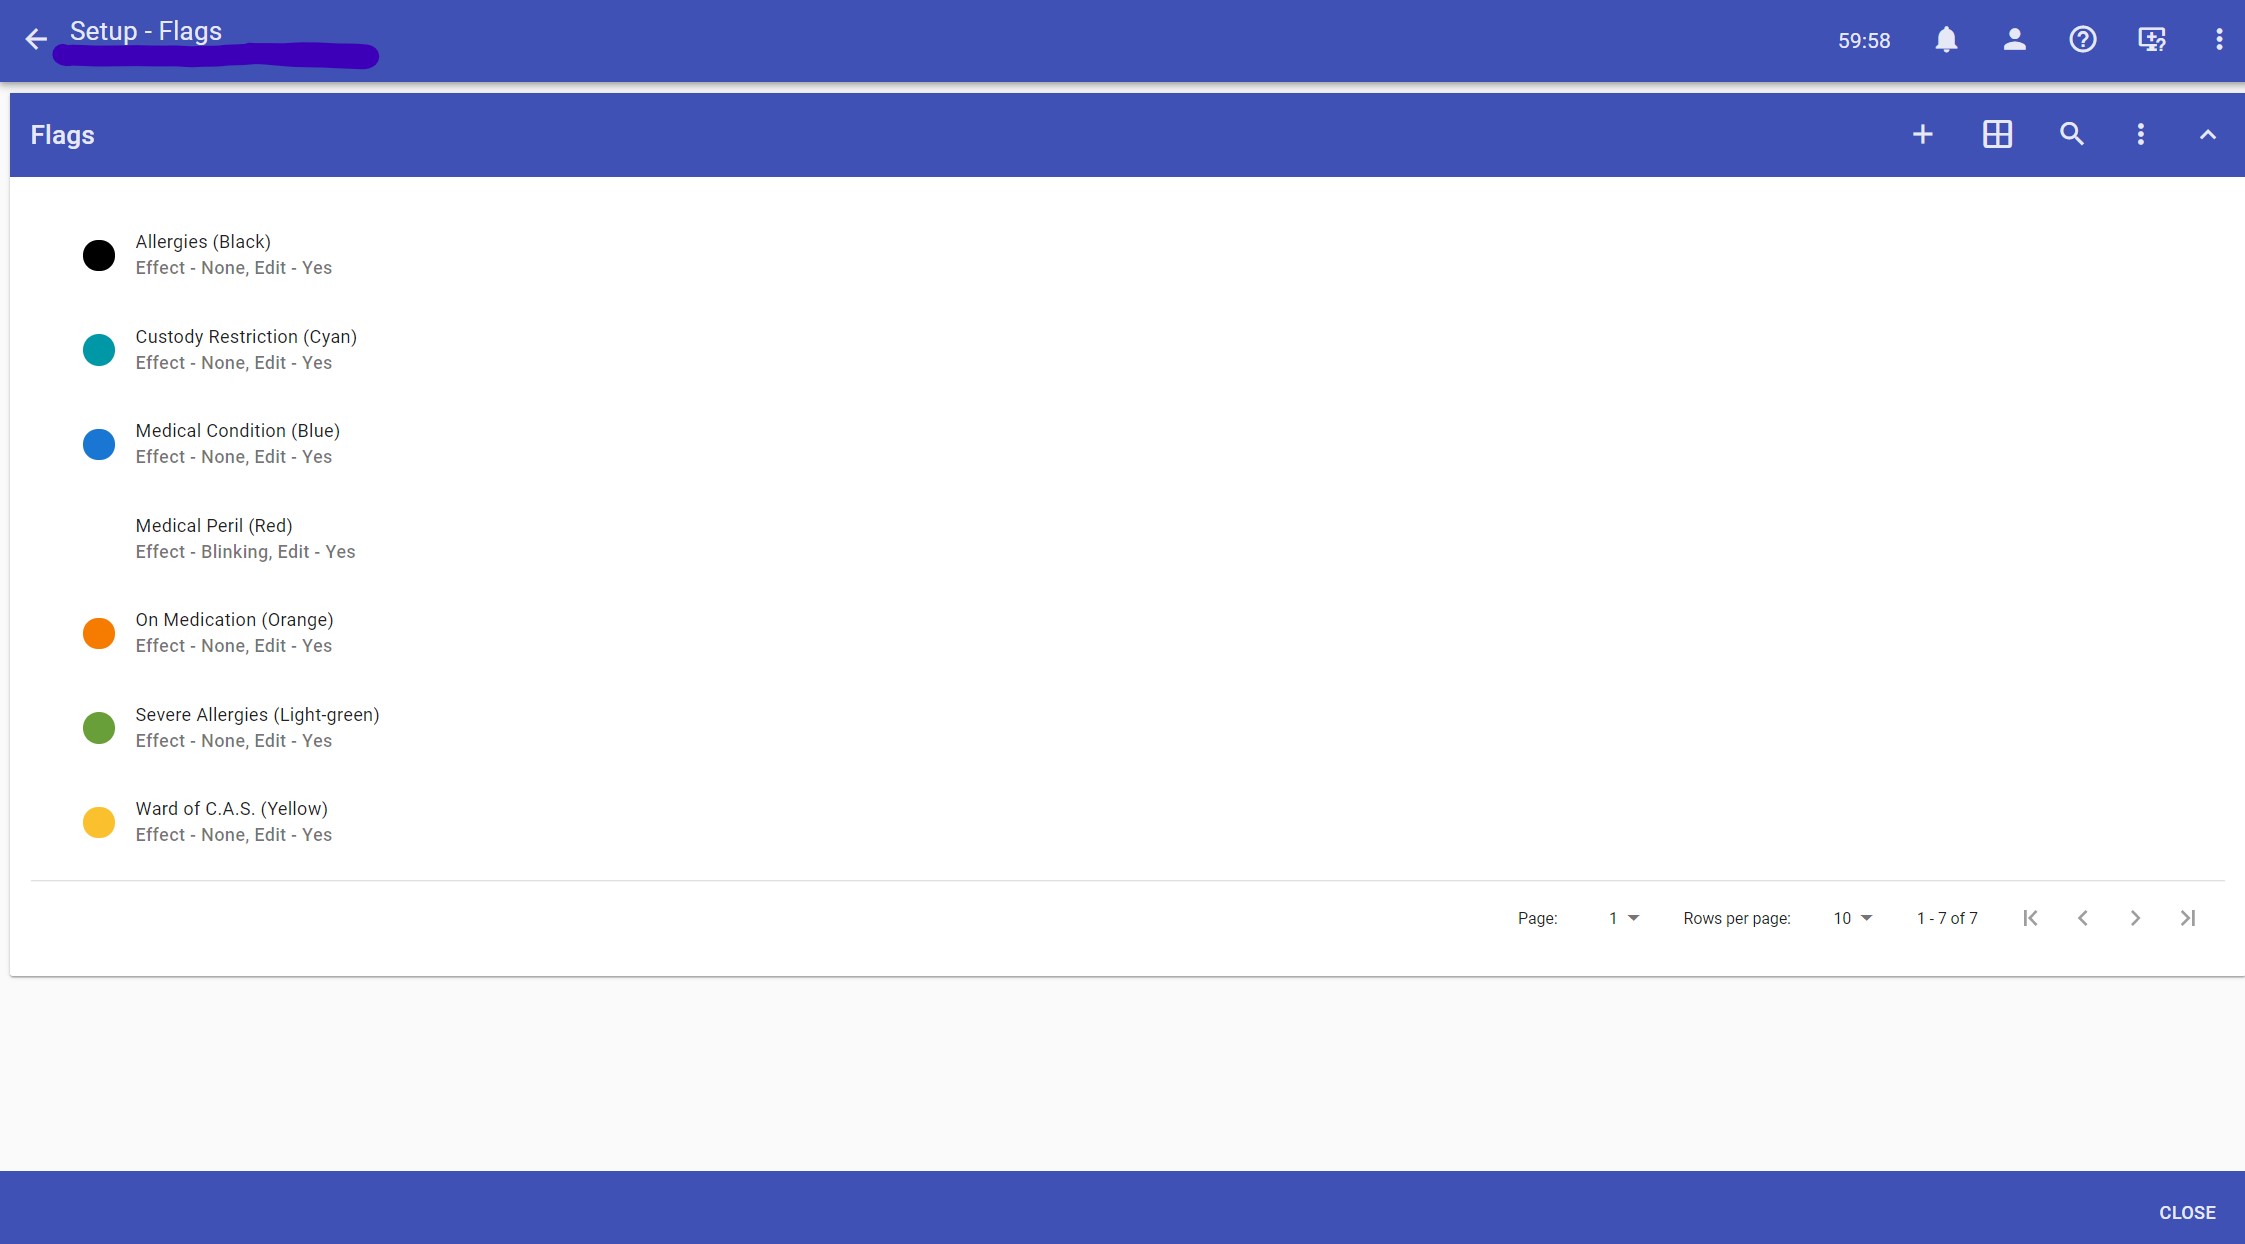 Setup - Flags
59:58
Flags
Allergies (Black)
Effect - None, Edit - Yes
Custody Restriction (Cyan)
Effect - None, Edit - Yes
Medical Condition (Blue)
Effect - None, Edit - Yes
Medical Peril (Red)
Effect - Blinking, Edit - Yes
On Medication (Orange)
Effect - None, Edit - Yes
Severe Allergies (Light-green)
Effect - None, Edit - Yes
Ward of C.A.S. (Yellow)
Effect - None, Edit - Yes
Page: 1 Rows per page: 10 1 - 7 of 7
CLOSE